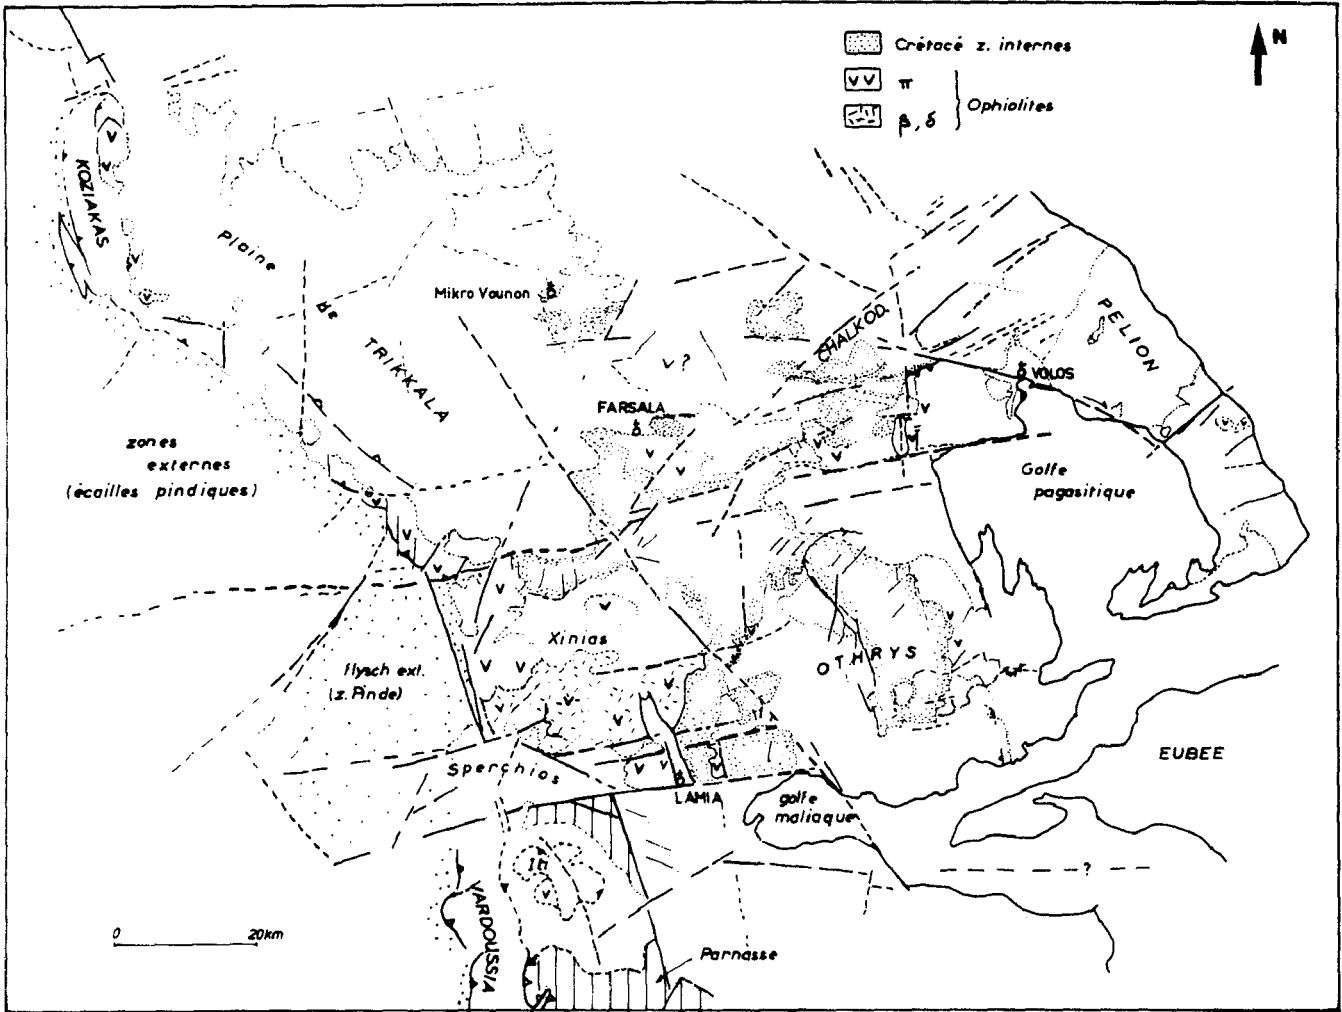 Crétacé z. internes
N
π
Ophiolites
β, δ
KOZIAKAS
Plaine
de
TRIKKALA
Mikro Vounon
v ?
CHALKOD.
PELION
VOLOS
FARSALA
zones
externes
(écailles pindiques)
Golfe
pagasitique
Xinias
OTHRYS
flysch ext.
(z. Pinde)
Sperchios
EUBEE
LAMIA
golfe
maliaque
Iti
?
VARDOUSSIA
0 20km
Parnasse